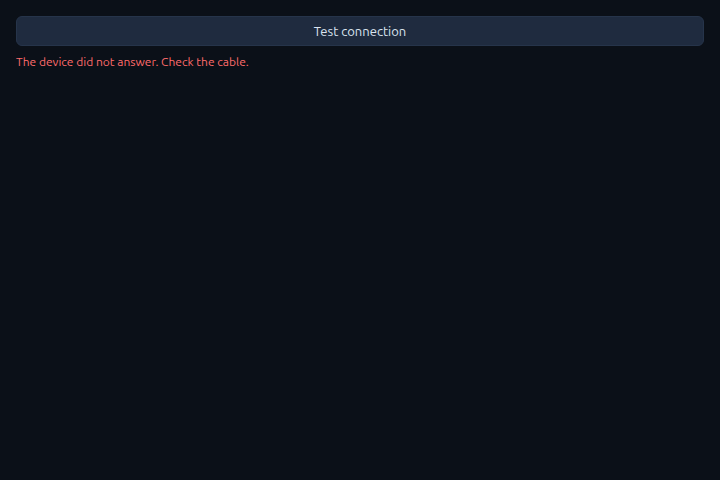 Test connection
The device did not answer. Check the cable.